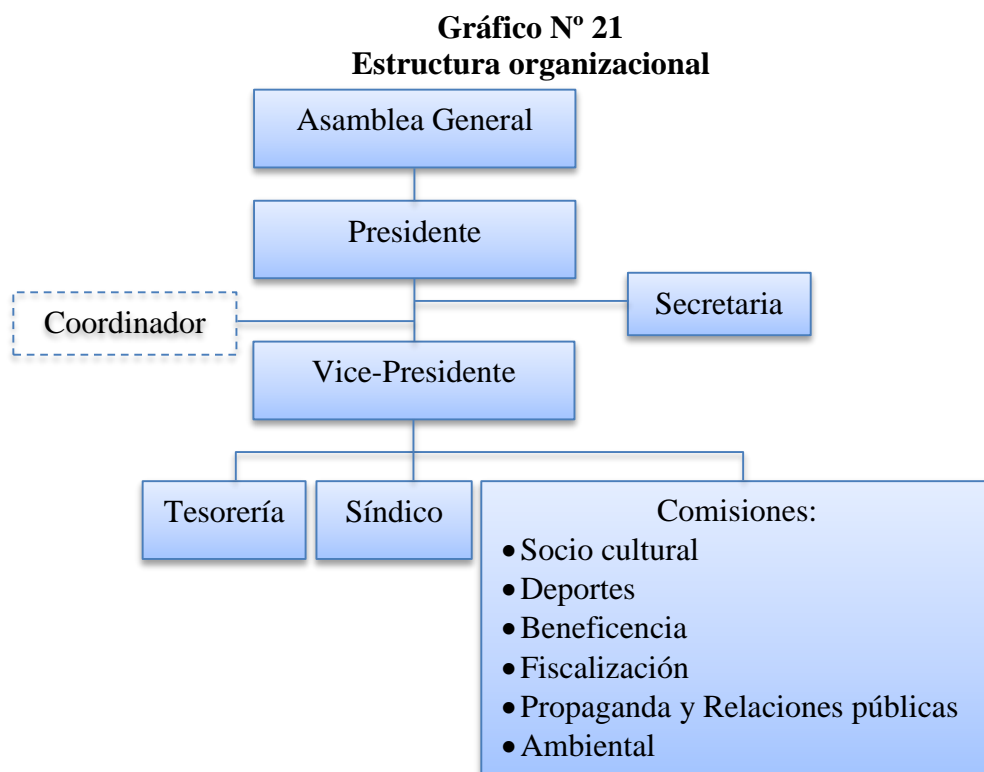 Gráfico Nº 21
Estructura organizacional
Asamblea General
Presidente
Secretaria
Coordinador
Vice-Presidente
Tesorería
Síndico
Comisiones:
• Socio cultural
• Deportes
• Beneficencia
• Fiscalización
• Propaganda y Relaciones públicas
• Ambiental